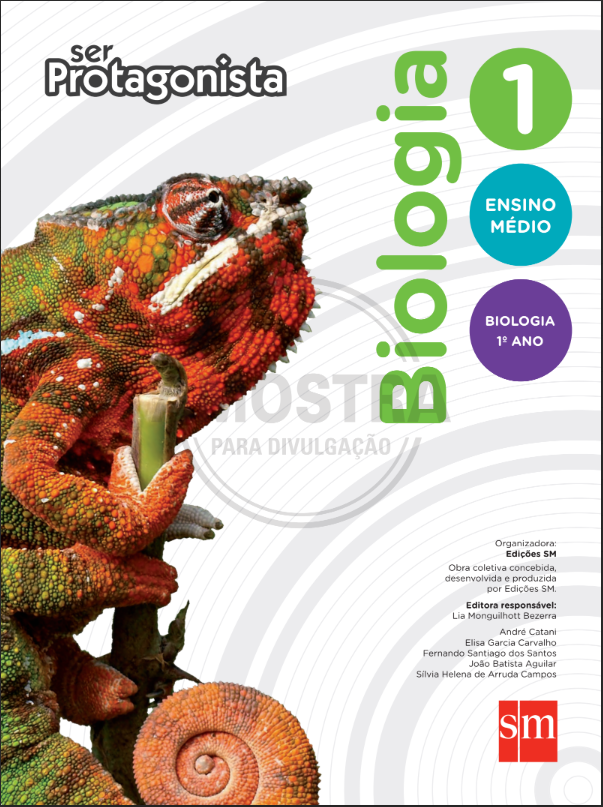 ser
Protagonista
Biologia
1
ENSINO
MÉDIO
BIOLOGIA
1º ANO
AMOSTRA
PARA DIVULGAÇÃO
Organizadora:
Edições SM
Obra coletiva concebida,
desenvolvida e produzida
por Edições SM.
Editora responsável:
Lia Monguilhott Bezerra
André Catani
Elisa Garcia Carvalho
Fernando Santiago dos Santos
João Batista Aguilar
Sílvia Helena de Arruda Campos
sm